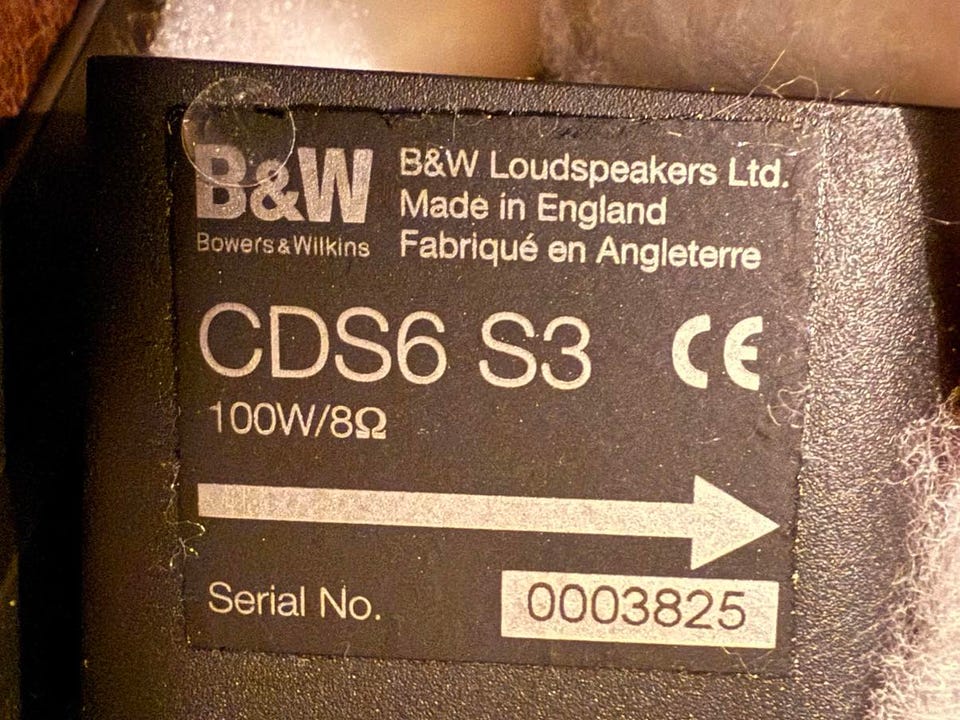 B&W
Bowers & Wilkins
B&W Loudspeakers Ltd.
Made in England
Fabriqué en Angleterre
CDS6 S3
CE
100W/8Ω
Serial No.
0003825